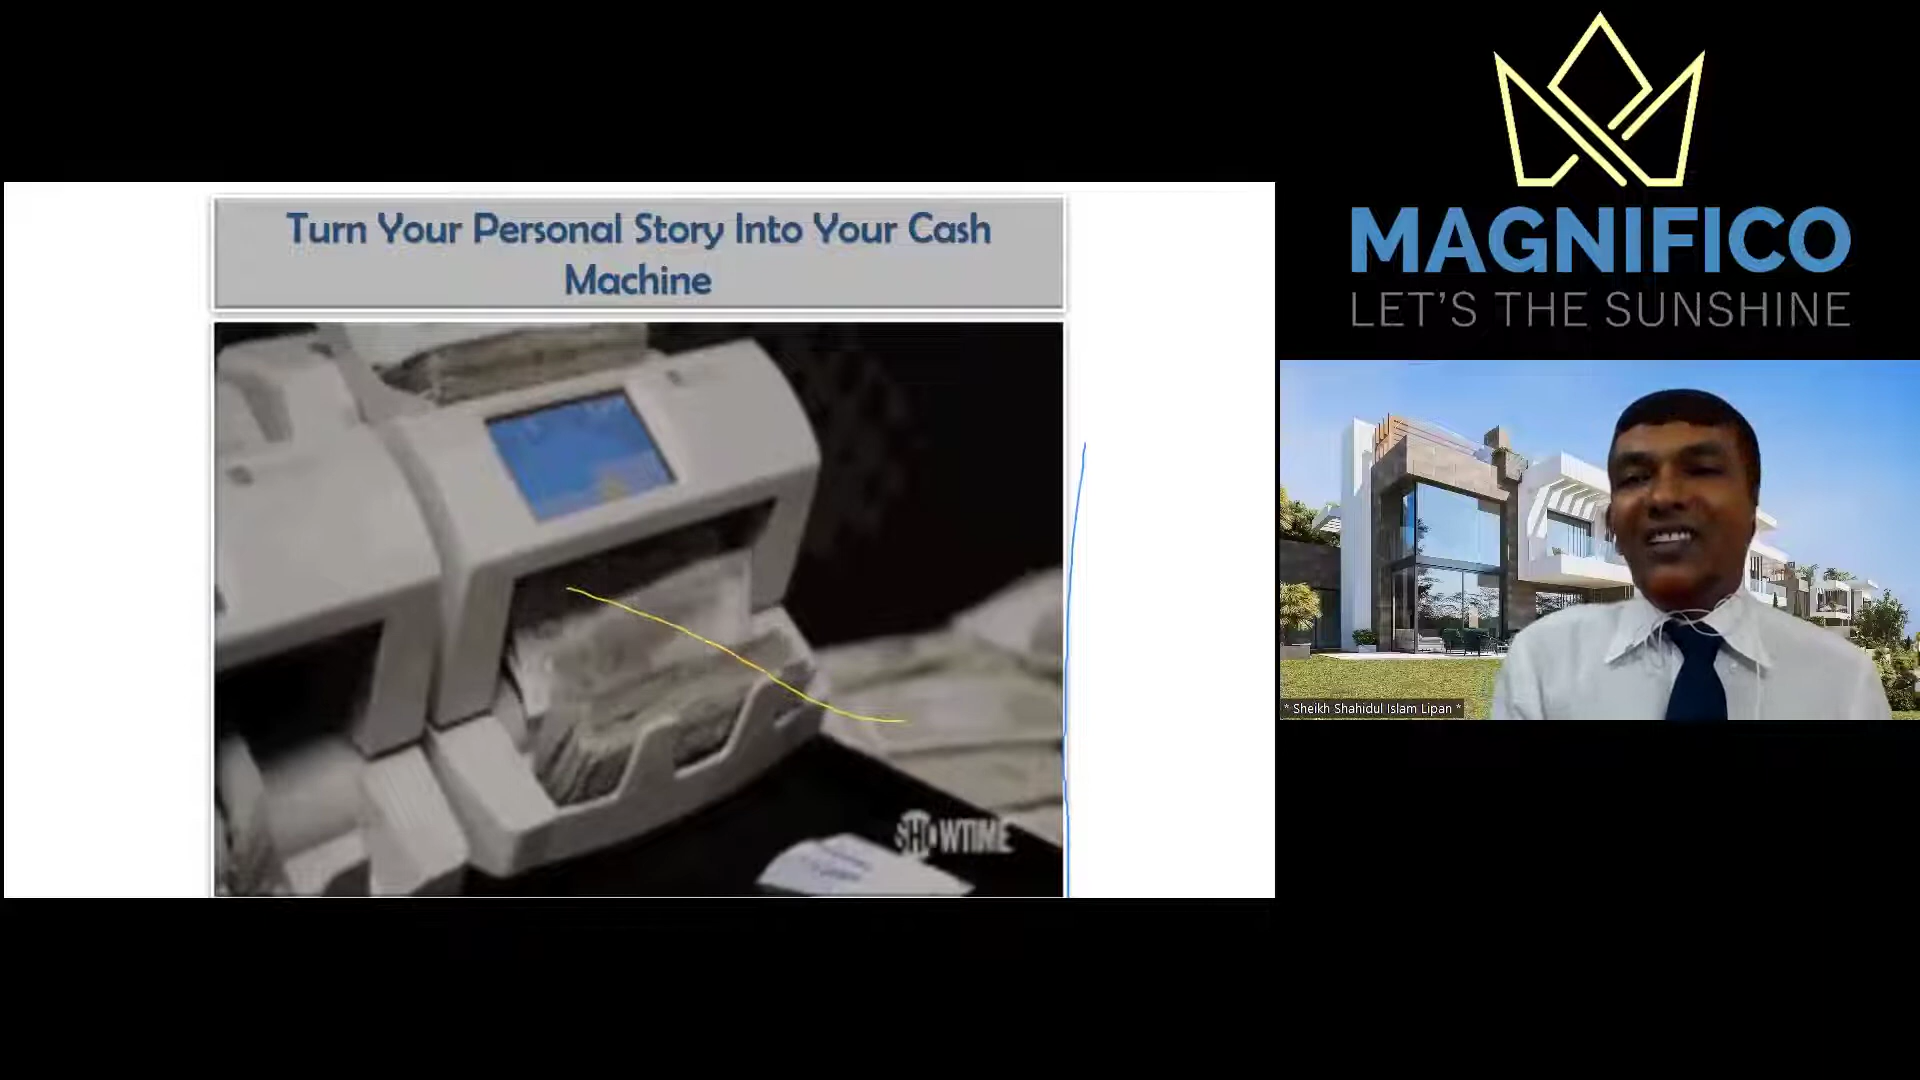 Turn Your Personal Story Into Your Cash
Machine
SHOWTIME
MAGNIFICO
LET'S THE SUNSHINE
* Sheikh Shahidul Islam Lipan *